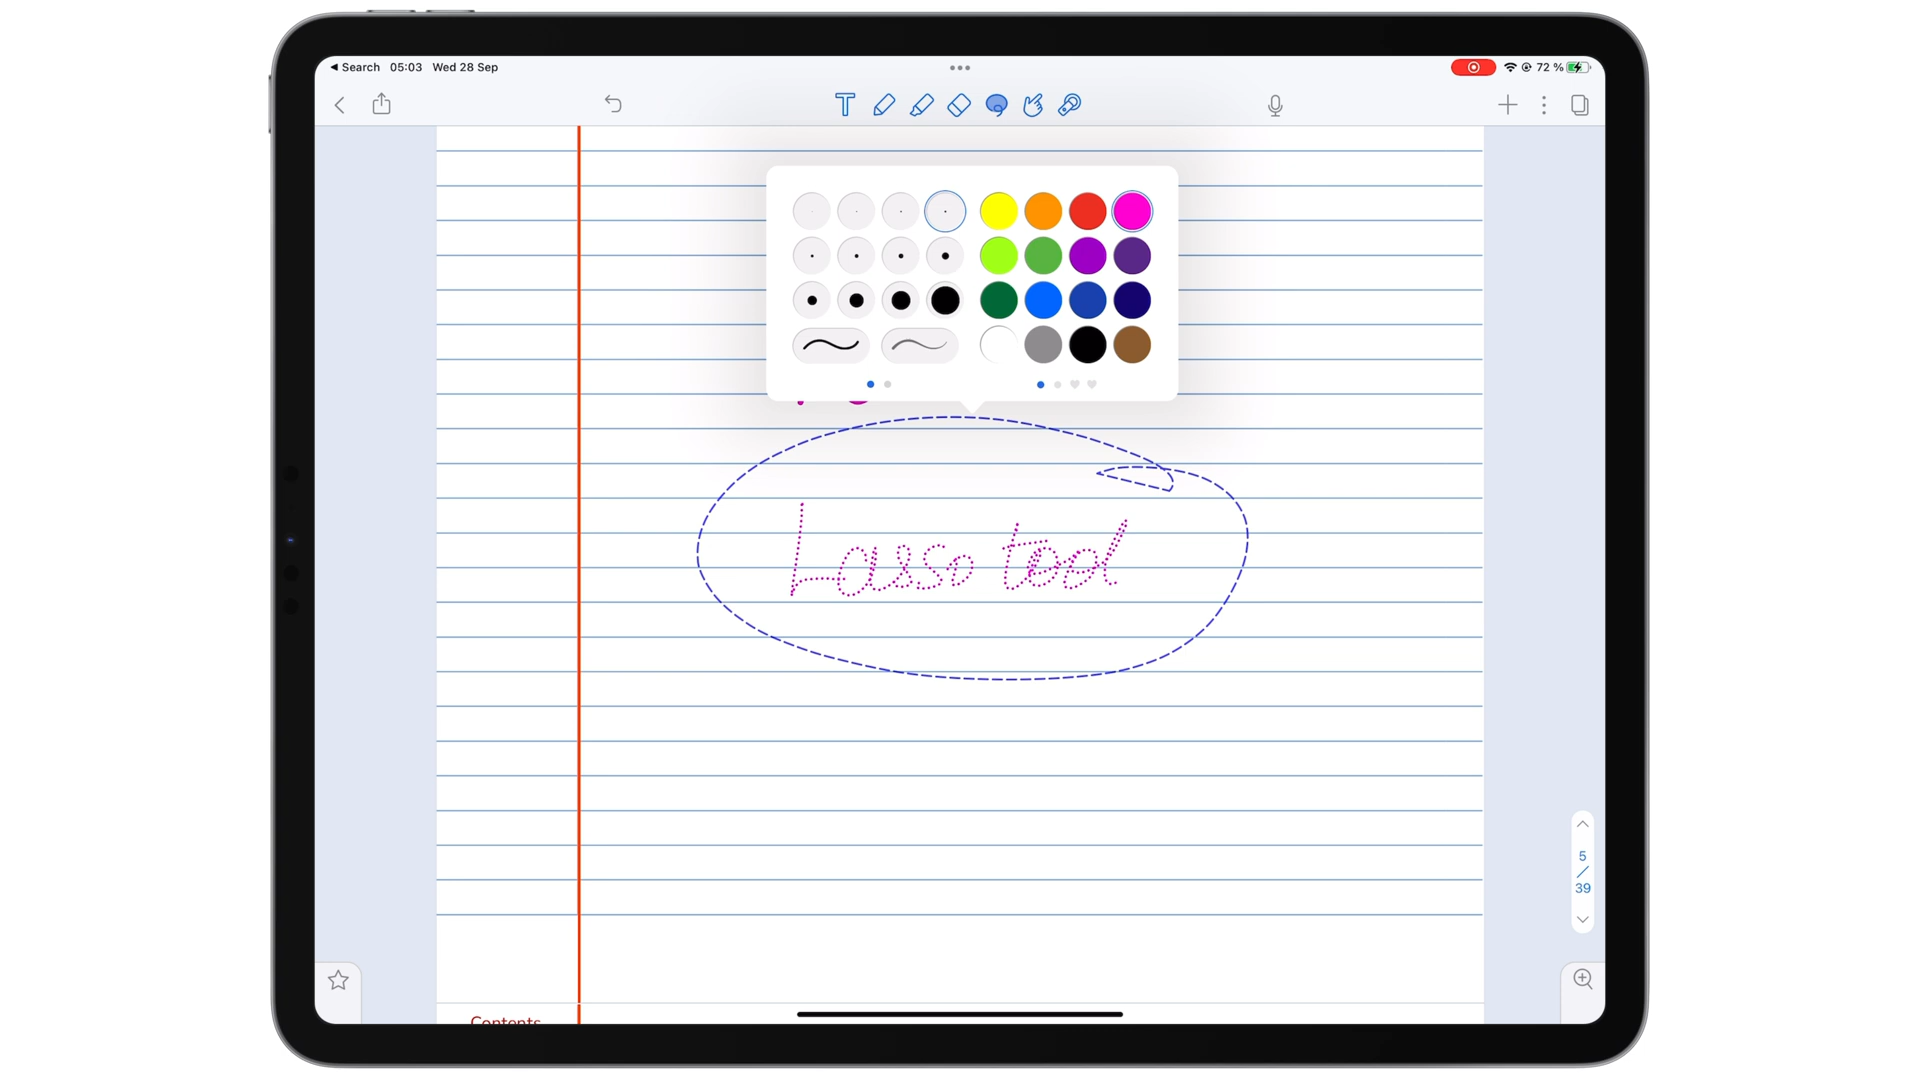 Search 05:03 Wed 28 Sep
72 %
T
Lasso tool
5
/
39
Contents